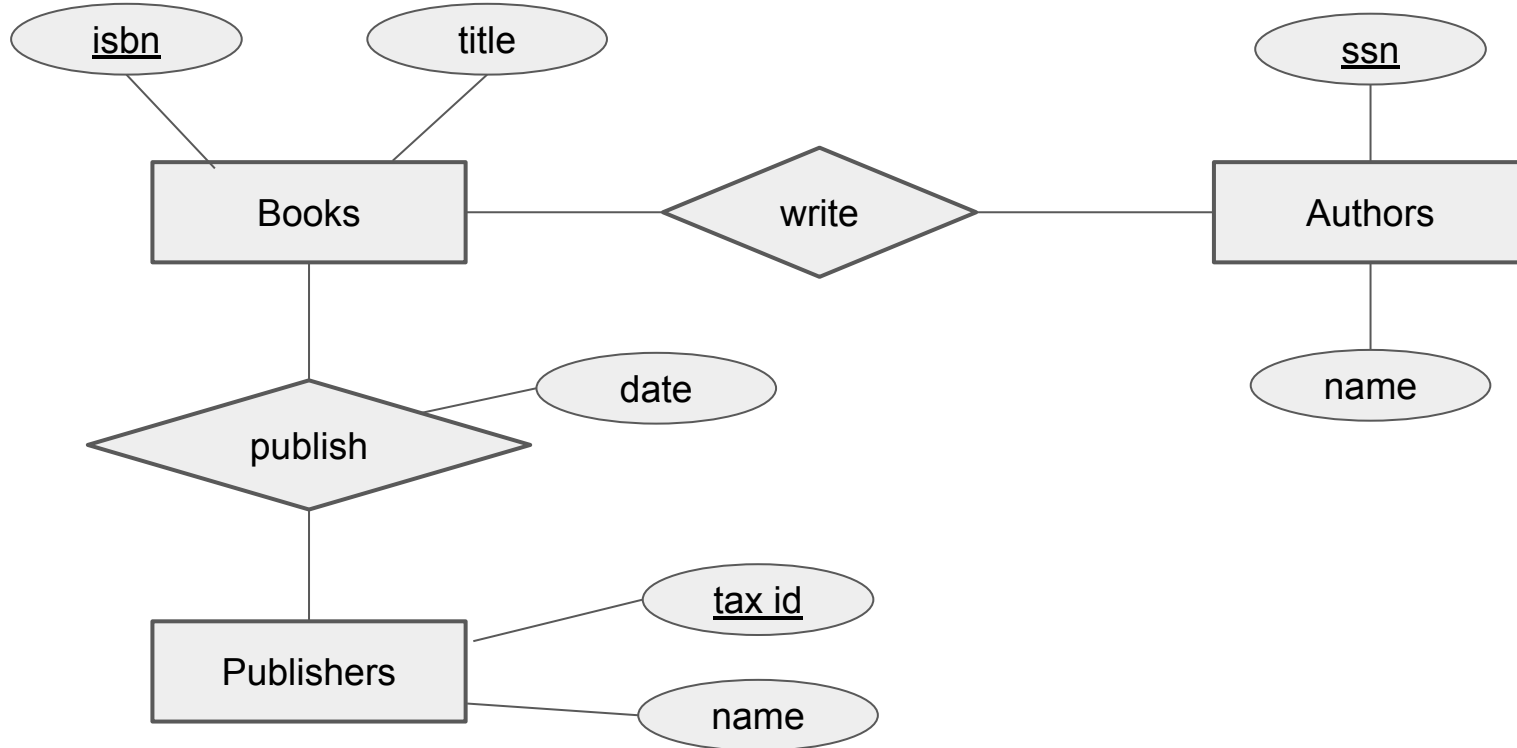 isbn
title
ssn
Books
write
Authors
date
name
publish
tax id
Publishers
name